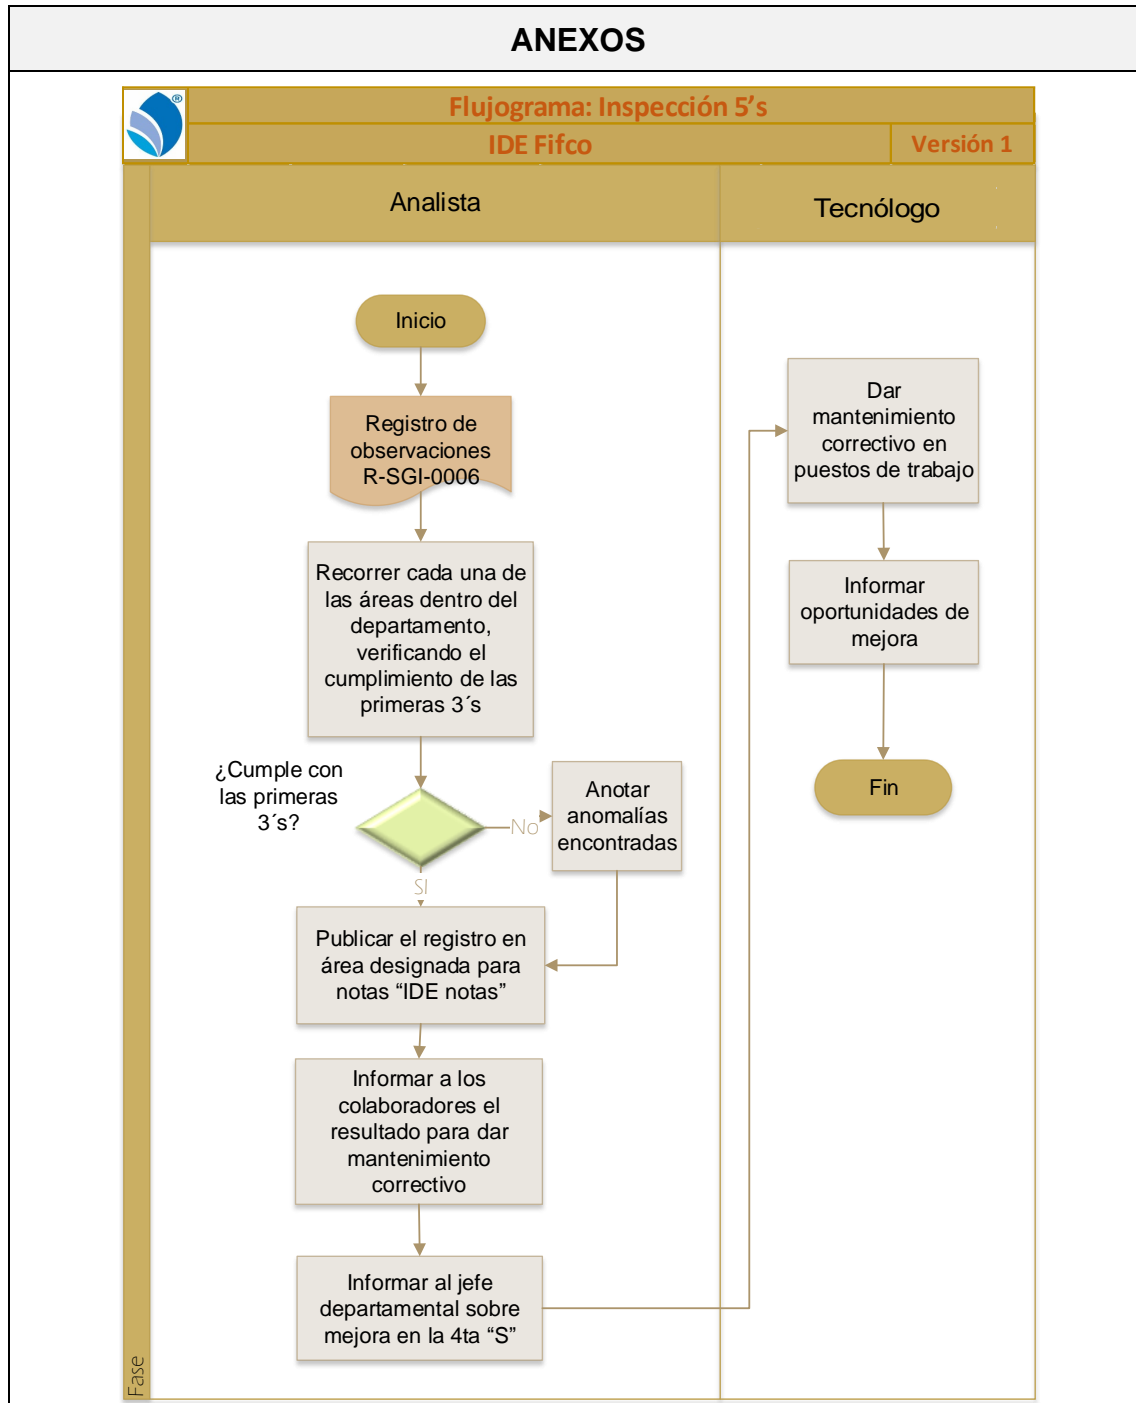 ANEXOS
®
Flujograma: Inspección 5’s
IDE Fifco
Versión 1
Analista
Tecnólogo
Inicio
Registro de
observaciones
R-SGI-0006
Recorrer cada una de
las áreas dentro del
departamento,
verificando el
cumplimiento de las
primeras 3´s
¿Cumple con
las primeras
3´s?
No
Anotar
anomalías
encontradas
SI
Publicar el registro en
área designada para
notas “IDE notas”
Informar a los
colaboradores el
resultado para dar
mantenimiento
correctivo
Informar al jefe
departamental sobre
mejora en la 4ta “S”
Dar
mantenimiento
correctivo en
puestos de trabajo
Informar
oportunidades de
mejora
Fin
Fase